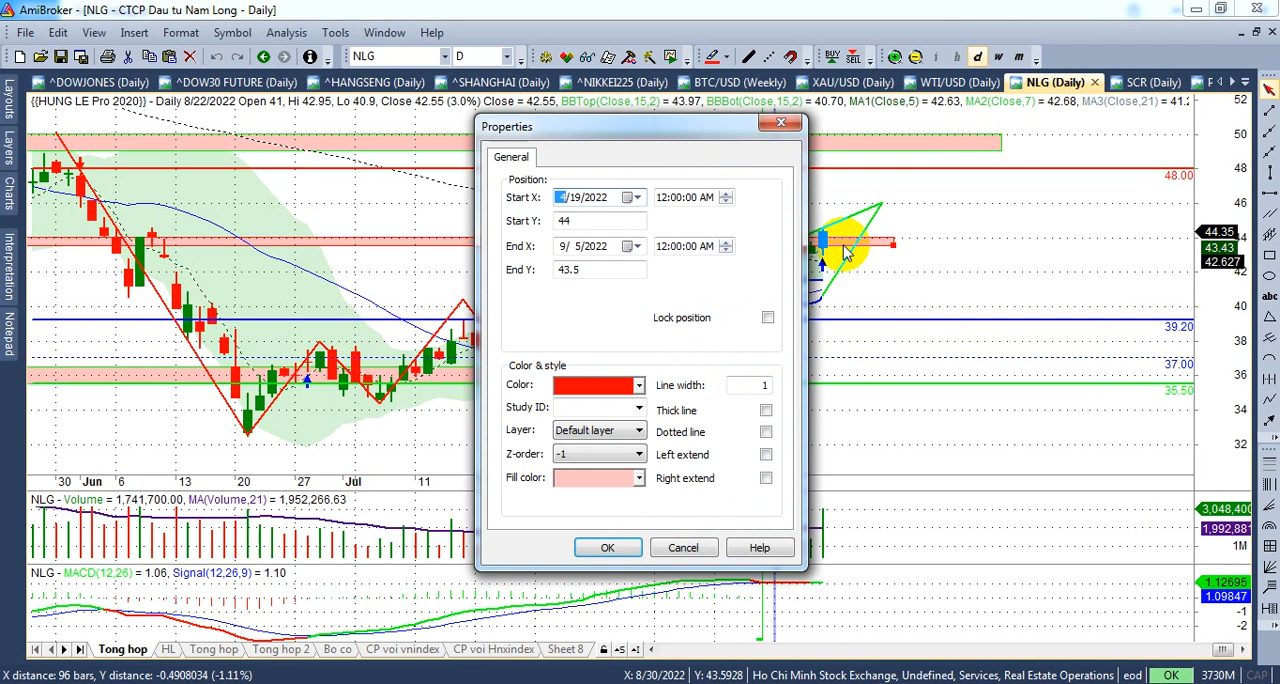 AmiBroker - [NLG - CTCP Dau tu Nam Long - Daily]
File Edit View Insert Format Symbol Analysis Tools Window Help
NLG D BUY SELL i h d w m
^DOWJONES (Daily) ^DOW30 FUTURE (Daily) ^HANGSENG (Daily) ^SHANGHAI (Daily) ^NIKKEI225 (Daily) BTC/USD (Weekly) XAU/USD (Daily) WTI/USD (Daily) NLG (Daily) SCR (Daily) P
{{HUNG LE Pro 2020}} - Daily 8/22/2022 Open 41, Hi 42.95, Lo 40.9, Close 42.55 (3.0%) Close = 42.55, BBTop(Close,15,2) = 43.97, BBBot(Close,15,2) = 40.70, MA1(Close,5) = 42.63, MA2(Close,7) = 42.68, MA3(Close,21) = 41.2
Layouts
Layers
Charts
Interpretation
Notepad
Properties
General
Position:
Start X: 4/19/2022 12:00:00 AM
Start Y: 44
End X: 9/ 5/2022 12:00:00 AM
End Y: 43.5
Lock position
Color & style
Color: Line width: 1
Study ID: Thick line
Layer: Default layer Dotted line
Z-order: -1 Left extend
Fill color: Right extend
OK Cancel Help
52
50
48
48.00
46
44.35
44
43.43
42.627
42
40
39.20
38
37.00
36
35.50
34
32
abc
30 Jun 6 13 20 27 Jul 11
NLG - Volume = 1,741,700.00, MA(Volume,21) = 1,952,266.63
3,048,400
1,992,881
1M
NLG - MACD(12,26) = 1.06, Signal(12,26,9) = 1.10
1.12695
1.09847
-1
-2
Tong hop HL Tong hop Tong hop 2 Bo co CP voi vnindex CP voi Hnxindex Sheet 8
X distance: 96 bars, Y distance: -0.4908034 (-1.11%) X: 8/30/2022 Y: 43.5928 Ho Chi Minh Stock Exchange, Undefined, Services, Real Estate Operations eod OK 3730M CAP